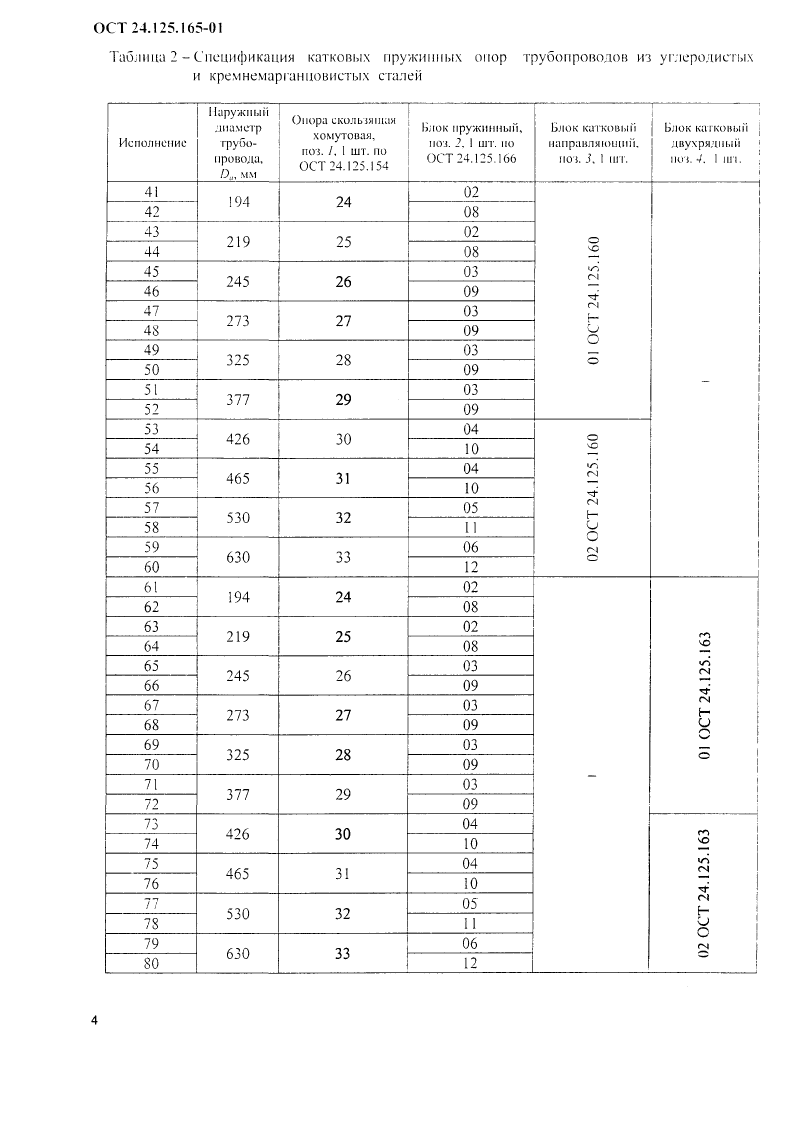 ОСТ 24.125.165-01
Таблица 2 – Спецификация катковых пружинных опор трубопроводов из углеродистых
и кремнемарганцовистых сталей
Исполнение | Наружный диаметр трубо-провода, Dн, мм | Опора скользящая хомутовая, поз. 1, 1 шт. по ОСТ 24.125.154 | Блок пружинный, поз. 2, 1 шт. по ОСТ 24.125.166 | Блок катковый направляющий, поз. 3, 1 шт. | Блок катковый двухрядный поз. 4, 1 шт.
41 | 194 | 24 | 02 | 01 ОСТ 24.125.160 | –
42 | 08
43 | 219 | 25 | 02
44 | 08
45 | 245 | 26 | 03
46 | 09
47 | 273 | 27 | 03
48 | 09
49 | 325 | 28 | 03
50 | 09
51 | 377 | 29 | 03
52 | 09
53 | 426 | 30 | 04 | 02 ОСТ 24.125.160
54 | 10
55 | 465 | 31 | 04
56 | 10
57 | 530 | 32 | 05
58 | 11
59 | 630 | 33 | 06
60 | 12
61 | 194 | 24 | 02 | – | 01 ОСТ 24.125.163
62 | 08
63 | 219 | 25 | 02
64 | 08
65 | 245 | 26 | 03
66 | 09
67 | 273 | 27 | 03
68 | 09
69 | 325 | 28 | 03
70 | 09
71 | 377 | 29 | 03
72 | 09
73 | 426 | 30 | 04 | 02 ОСТ 24.125.163
74 | 10
75 | 465 | 31 | 04
76 | 10
77 | 530 | 32 | 05
78 | 11
79 | 630 | 33 | 06
80 | 12
4